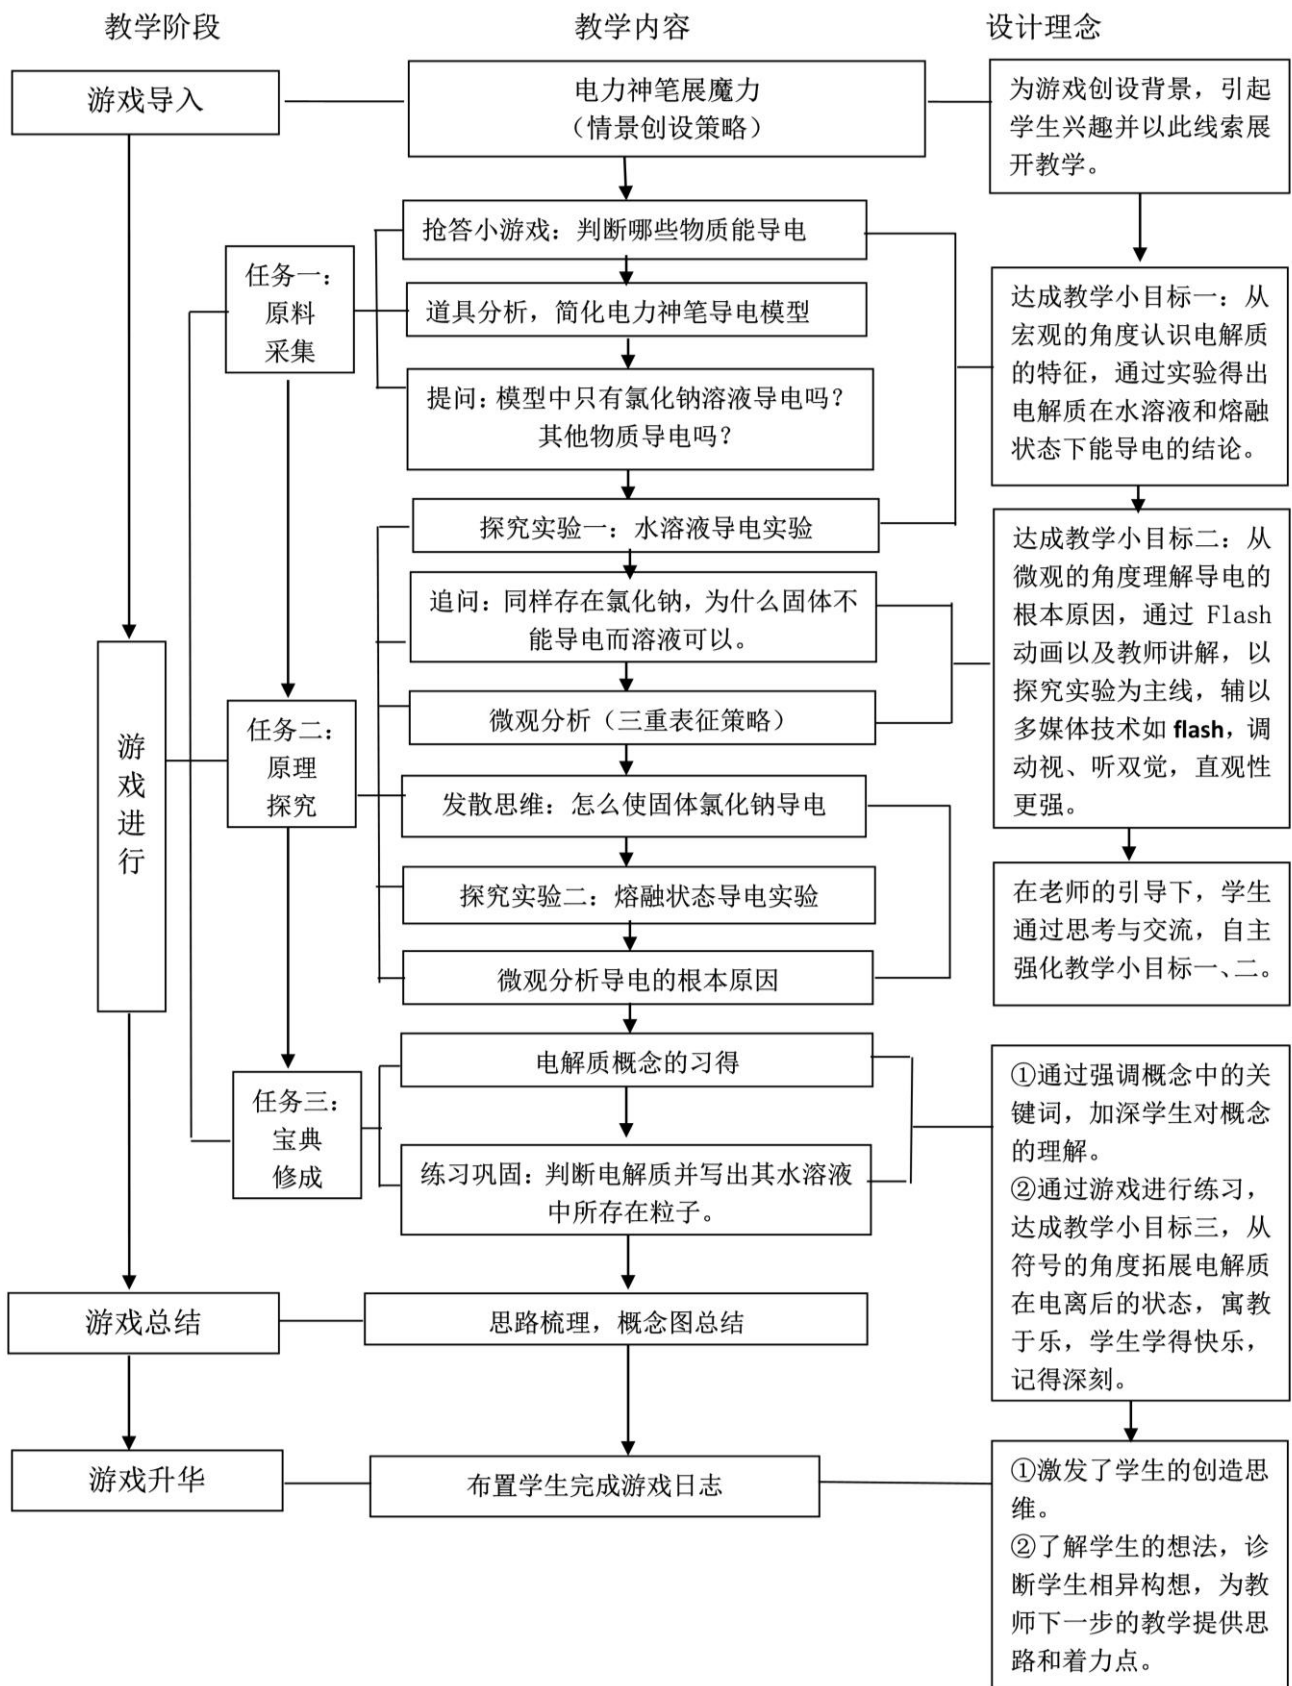 教学阶段
教学内容
设计理念
游戏导入
电力神笔展魔力
（情景创设策略）
为游戏创设背景，引起
学生兴趣并以此线索展
开教学。
抢答小游戏：判断哪些物质能导电
任务一：
原料
采集
道具分析，简化电力神笔导电模型
提问：模型中只有氯化钠溶液导电吗？
其他物质导电吗？
达成教学小目标一：从
宏观的角度认识电解质
的特征，通过实验得出
电解质在水溶液和熔融
状态下能导电的结论。
探究实验一：水溶液导电实验
追问：同样存在氯化钠，为什么固体不
能导电而溶液可以。
微观分析（三重表征策略）
达成教学小目标二：从
微观的角度理解导电的
根本原因，通过 Flash
动画以及教师讲解，以
探究实验为主线，辅以
多媒体技术如 flash，调
动视、听双觉，直观性
更强。
游
戏
进
行
任务二：
原理
探究
发散思维：怎么使固体氯化钠导电
探究实验二：熔融状态导电实验
微观分析导电的根本原因
在老师的引导下，学生
通过思考与交流，自主
强化教学小目标一、二。
任务三：
宝典
修成
电解质概念的习得
练习巩固：判断电解质并写出其水溶液
中所存在粒子。
①通过强调概念中的关
键词，加深学生对概念
的理解。
②通过游戏进行练习，
达成教学小目标三，从
符号的角度拓展电解质
在电离后的状态，寓教
于乐，学生学得快乐，
记得深刻。
游戏总结
思路梳理，概念图总结
游戏升华
布置学生完成游戏日志
①激发了学生的创造思
维。
②了解学生的想法，诊
断学生相异构想，为教
师下一步的教学提供思
路和着力点。